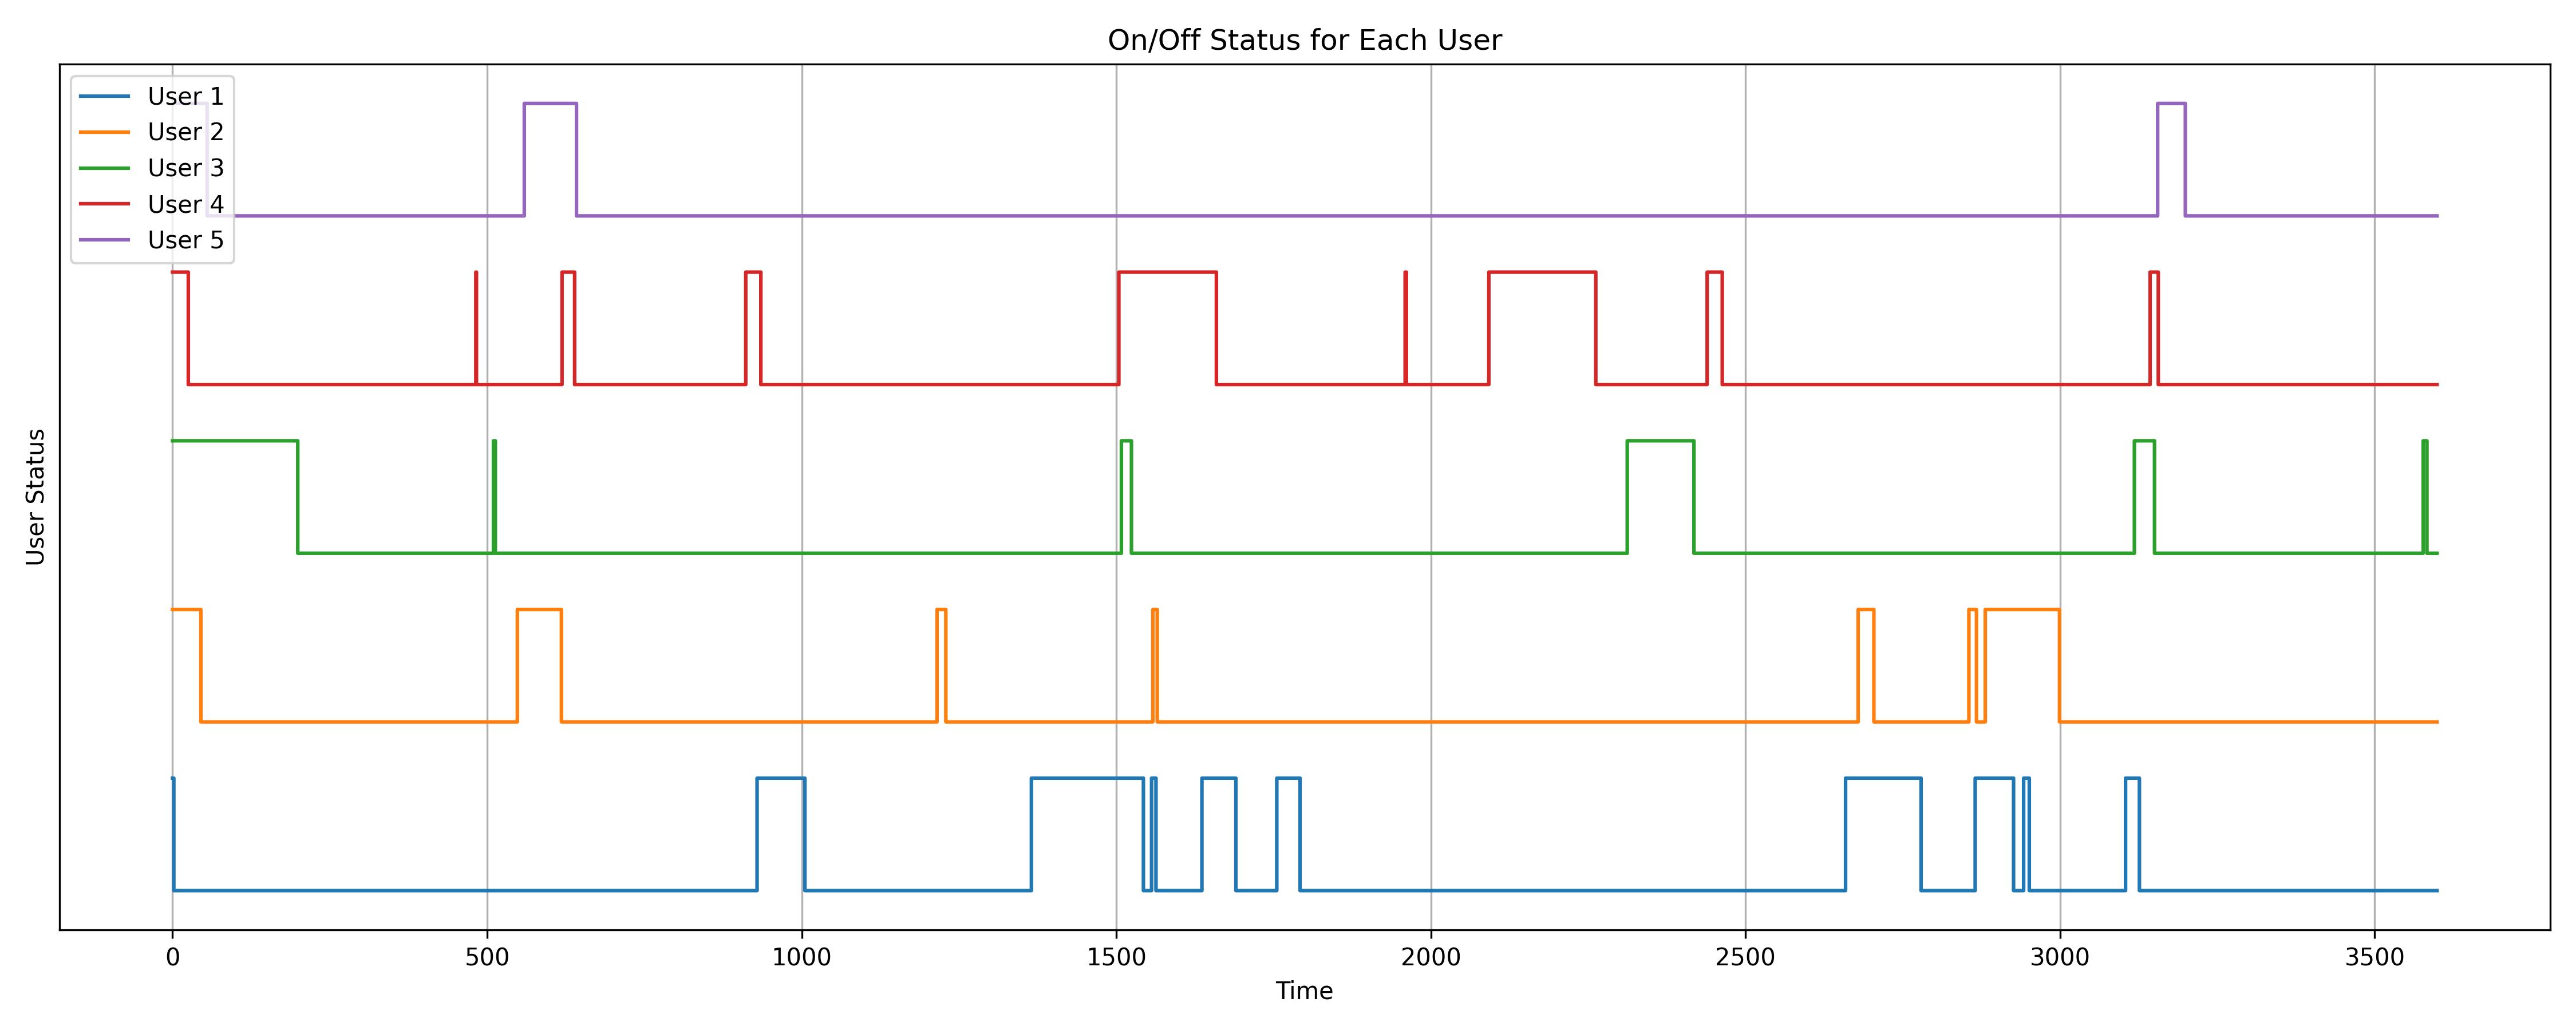 On/Off Status for Each User
User 1
User 2
User 3
User 4
User 5
User Status
0 500 1000 1500 2000 2500 3000 3500
Time